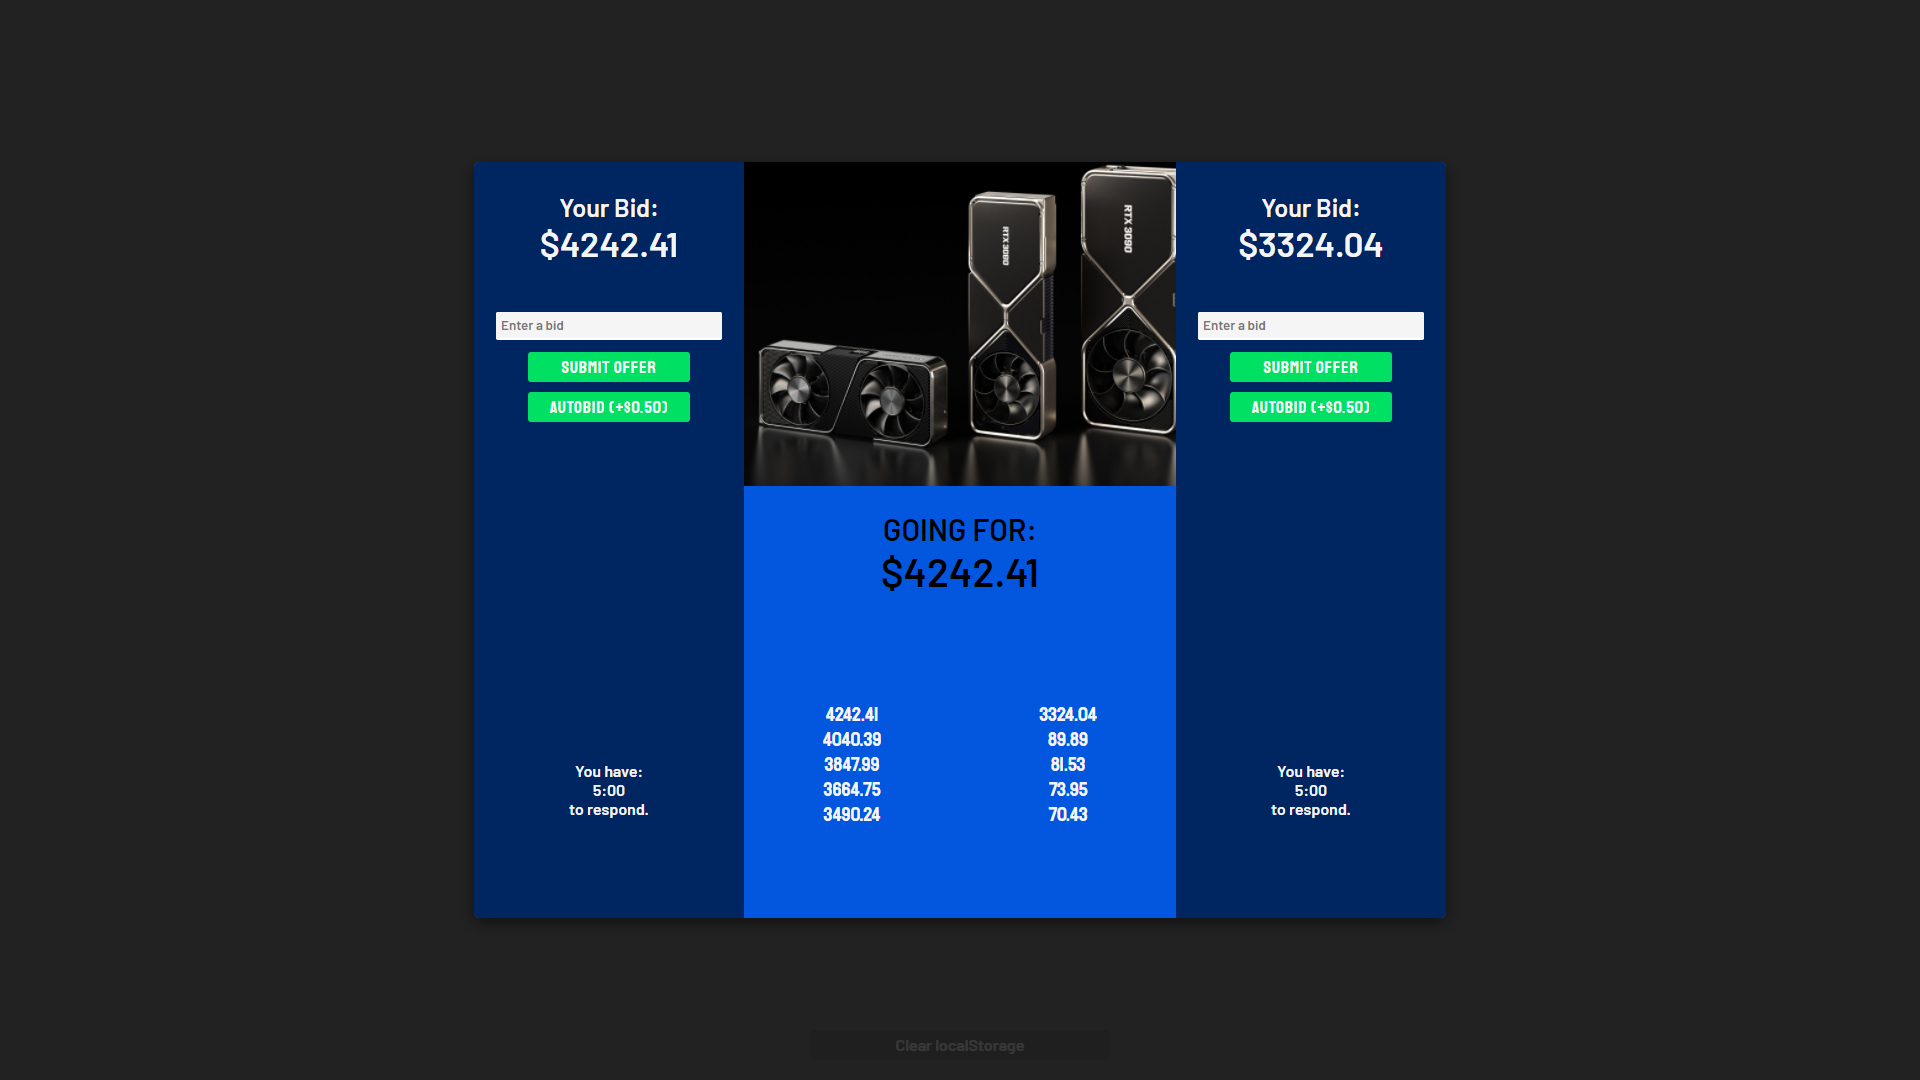 Your Bid:
$4242.41
Enter a bid
SUBMIT OFFER
AUTOBID (+$0.50)
You have:
5:00
to respond.
RTX 3080
RTX 3090
GOING FOR:
$4242.41
4242.41 3324.04
4040.39 89.89
3847.99 81.53
3664.75 73.95
3490.24 70.43
Your Bid:
$3324.04
Enter a bid
SUBMIT OFFER
AUTOBID (+$0.50)
You have:
5:00
to respond.
Clear localStorage